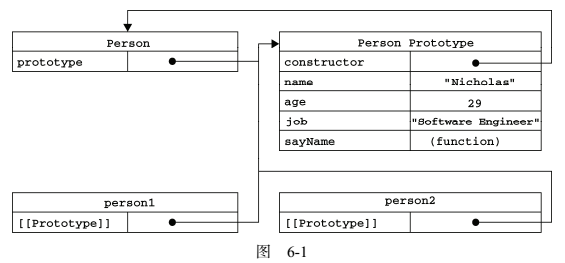 Person
prototype
Person Prototype
constructor
name "Nicholas"
age 29
job "Software Engineer"
sayName (function)
person1
[[Prototype]]
person2
[[Prototype]]
图 6-1